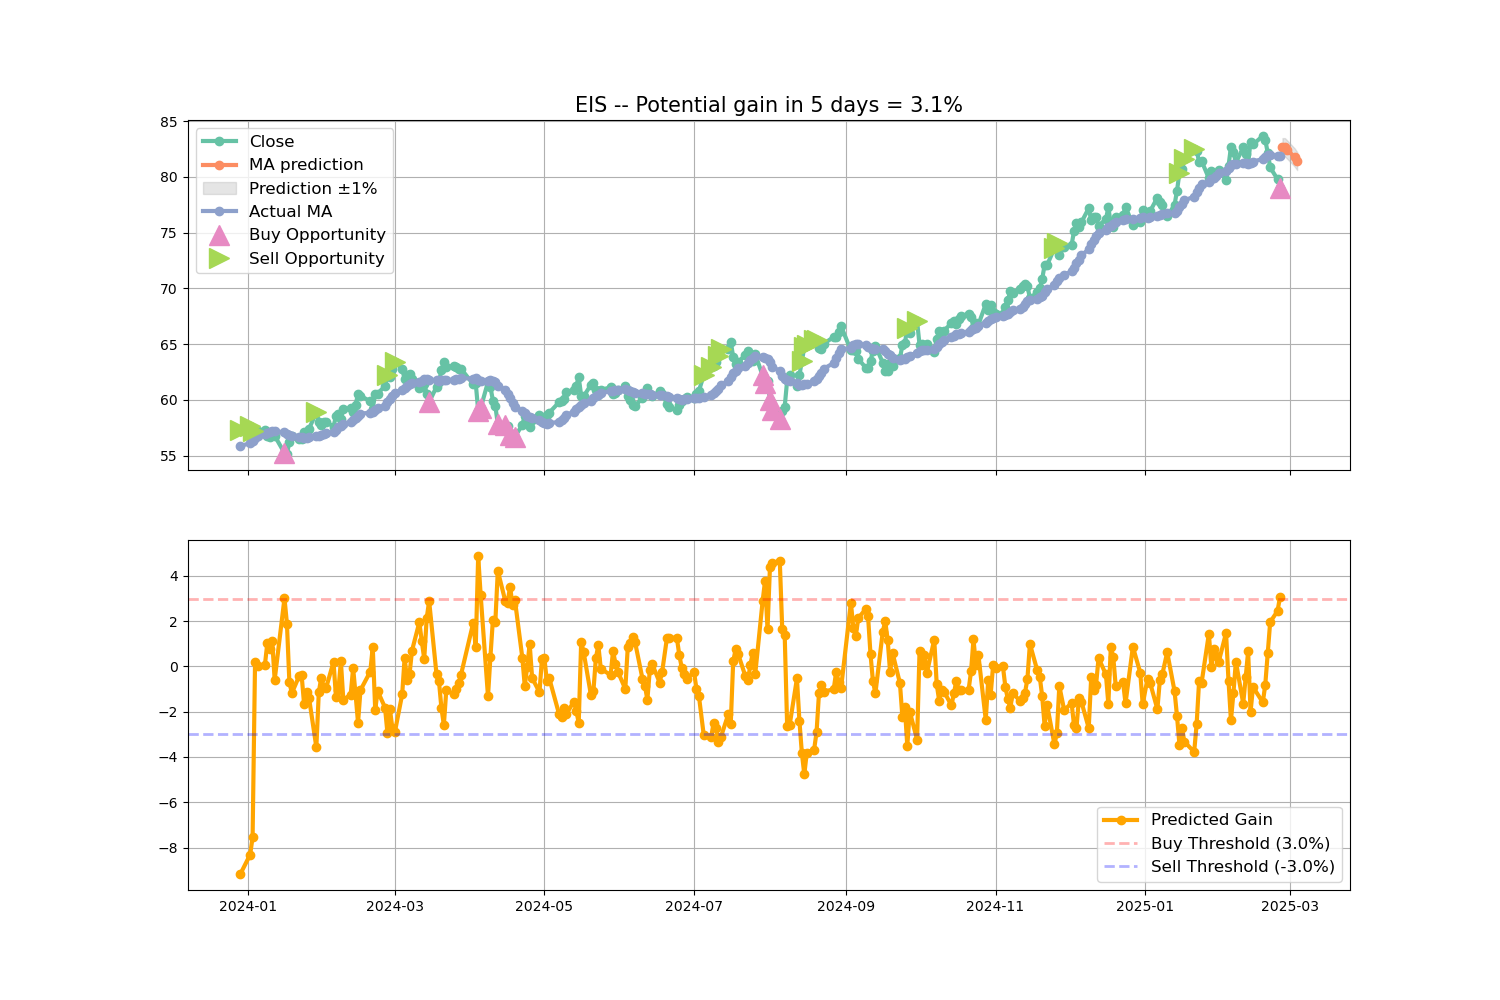 EIS -- Potential gain in 5 days = 3.1%
85
80
75
70
65
60
55
Close
MA prediction
Prediction ±1%
Actual MA
Buy Opportunity
Sell Opportunity
4
2
0
−2
−4
−6
−8
Predicted Gain
Buy Threshold (3.0%)
Sell Threshold (-3.0%)
2024-01
2024-03
2024-05
2024-07
2024-09
2024-11
2025-01
2025-03